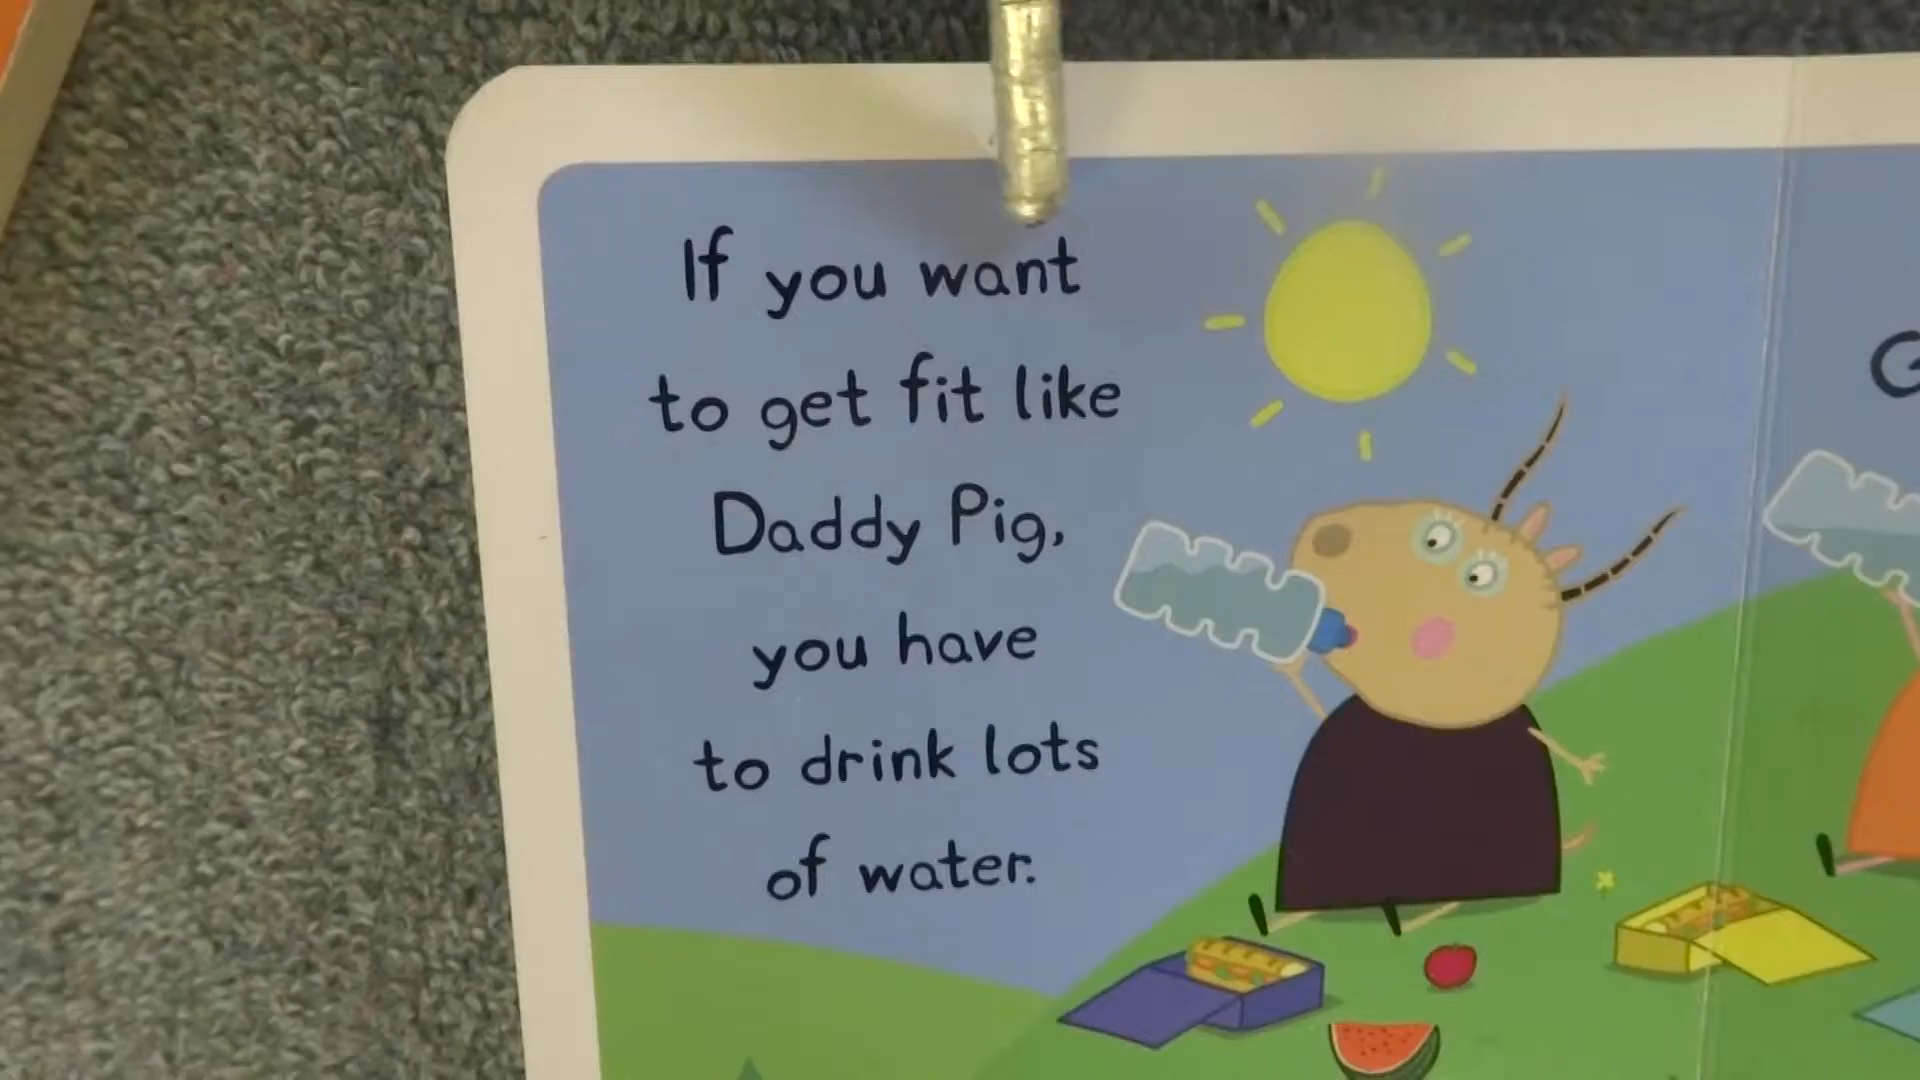 If you want
to get fit like
Daddy Pig,
you have
to drink lots
of water.